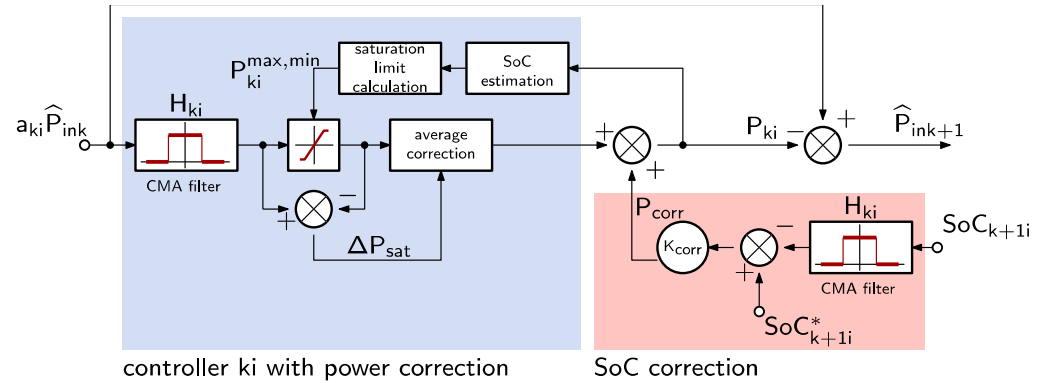 saturation
limit
calculation
SoC
estimation
P_ki^max,min
H_ki
a_ki P̂_ink
CMA filter
average
correction
+
+
P_ki
−
+
P̂_ink+1
+
−
ΔP_sat
P_corr
K_corr
−
+
H_ki
SoC_k+1i
CMA filter
SoC*_k+1i
controller ki with power correction
SoC correction